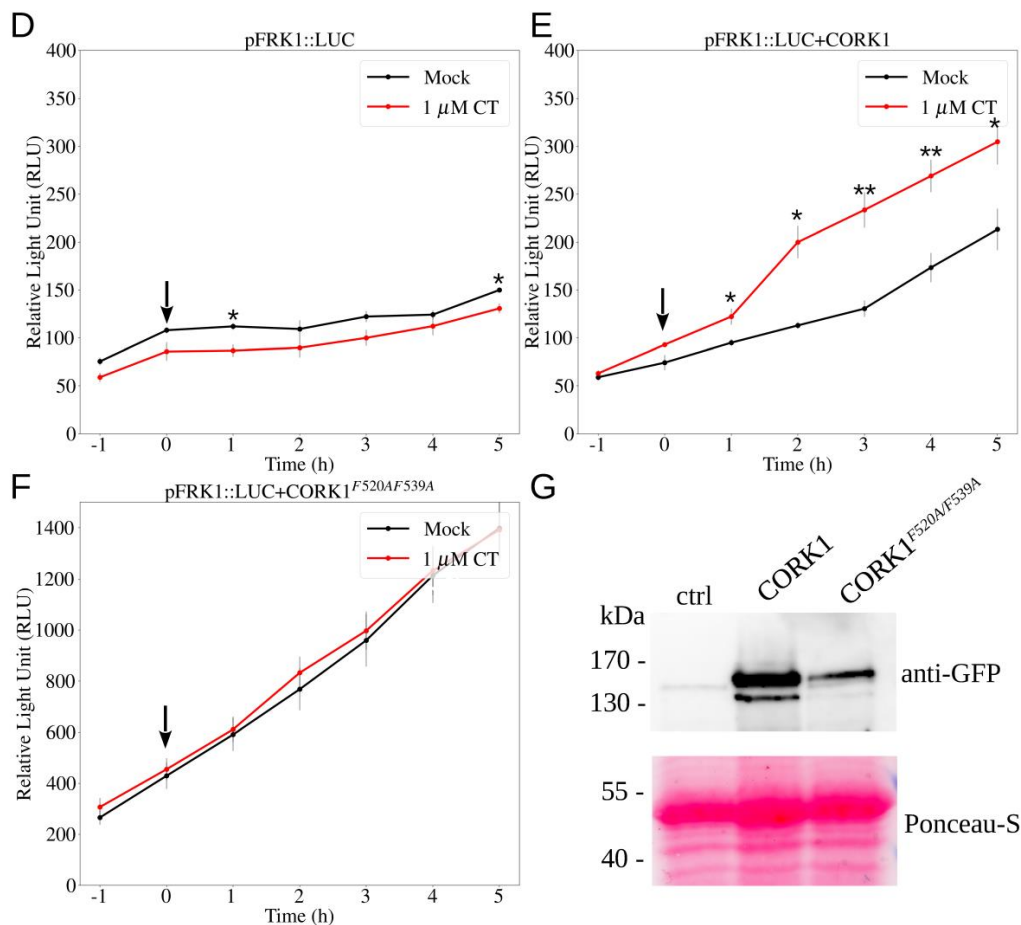 D
pFRK1::LUC
400
350
300
250
200
150
100
50
0
Relative Light Unit (RLU)
Mock
1 μM CT
*
*
-1 0 1 2 3 4 5
Time (h)
E
pFRK1::LUC+CORK1
400
350
300
250
200
150
100
50
0
Relative Light Unit (RLU)
Mock
1 μM CT
*
*
**
**
*
-1 0 1 2 3 4 5
Time (h)
F
pFRK1::LUC+CORK1^F520AF539A
1400
1200
1000
800
600
400
200
0
Relative Light Unit (RLU)
Mock
1 μM CT
-1 0 1 2 3 4 5
Time (h)
G
ctrl CORK1 CORK1^F520A/F539A
kDa
170 -
130 -
anti-GFP
55 -
40 -
Ponceau-S